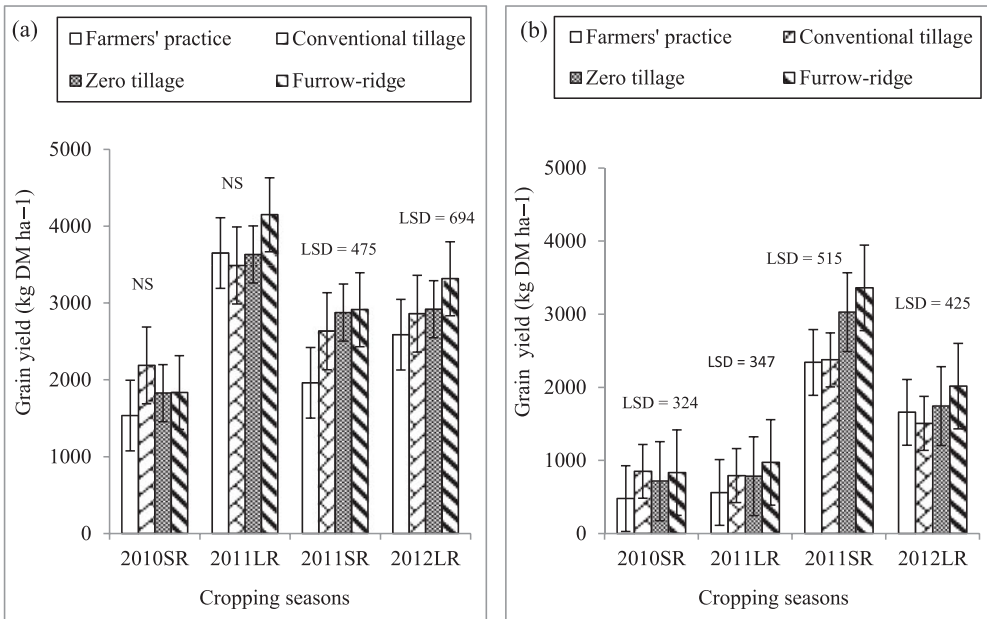 (a)
Farmers' practice Conventional tillage
Zero tillage Furrow-ridge
Grain yield (kg DM ha−1)
5000
4000
3000
2000
1000
0
NS
NS
LSD = 475
LSD = 694
2010SR 2011LR 2011SR 2012LR
Cropping seasons
(b)
Farmers' practice Conventional tillage
Zero tillage Furrow-ridge
Grain yield (kg DM ha−1)
5000
4000
3000
2000
1000
0
LSD = 324
LSD = 347
LSD = 515
LSD = 425
2010SR 2011LR 2011SR 2012LR
Cropping seasons